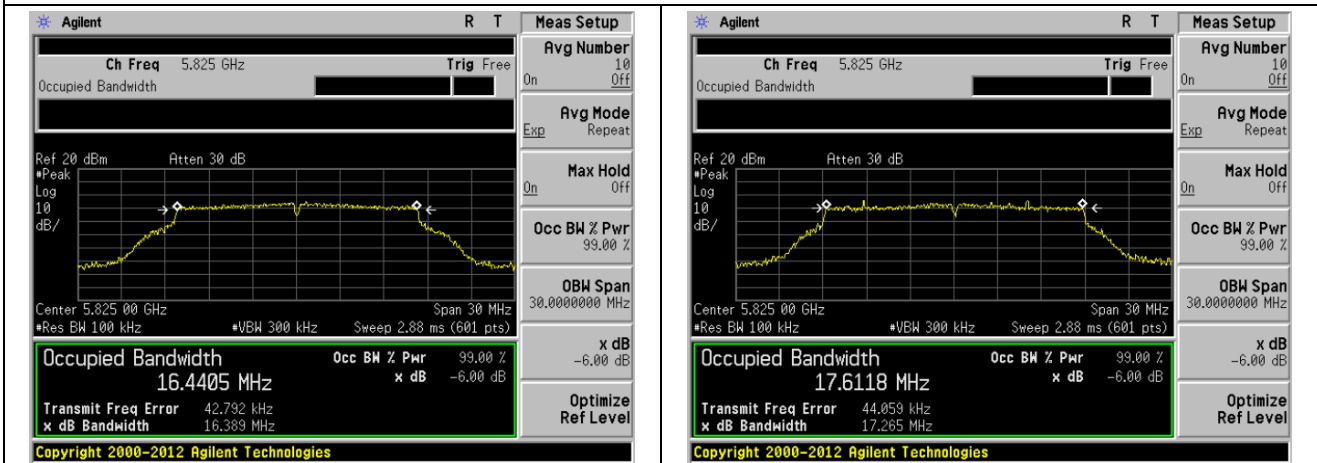 Agilent R T Meas Setup
Ch Freq 5.825 GHz Trig Free
Occupied Bandwidth
Avg Number
10
On Off
Avg Mode
Exp Repeat
Max Hold
On Off
Occ BW % Pwr
99.00 %
OBW Span
30.0000000 MHz
x dB
-6.00 dB
Optimize
Ref Level
Ref 20 dBm Atten 30 dB
#Peak
Log
10
dB/
Center 5.825 00 GHz Span 30 MHz
#Res BW 100 kHz #VBW 300 kHz Sweep 2.88 ms (601 pts)
Occupied Bandwidth Occ BW % Pwr 99.00 %
16.4405 MHz x dB -6.00 dB
Transmit Freq Error 42.792 kHz
x dB Bandwidth 16.389 MHz
Copyright 2000-2012 Agilent Technologies
Agilent R T Meas Setup
Ch Freq 5.825 GHz Trig Free
Occupied Bandwidth
Avg Number
10
On Off
Avg Mode
Exp Repeat
Max Hold
On Off
Occ BW % Pwr
99.00 %
OBW Span
30.0000000 MHz
x dB
-6.00 dB
Optimize
Ref Level
Ref 20 dBm Atten 30 dB
#Peak
Log
10
dB/
Center 5.825 00 GHz Span 30 MHz
#Res BW 100 kHz #VBW 300 kHz Sweep 2.88 ms (601 pts)
Occupied Bandwidth Occ BW % Pwr 99.00 %
17.6118 MHz x dB -6.00 dB
Transmit Freq Error 44.059 kHz
x dB Bandwidth 17.265 MHz
Copyright 2000-2012 Agilent Technologies